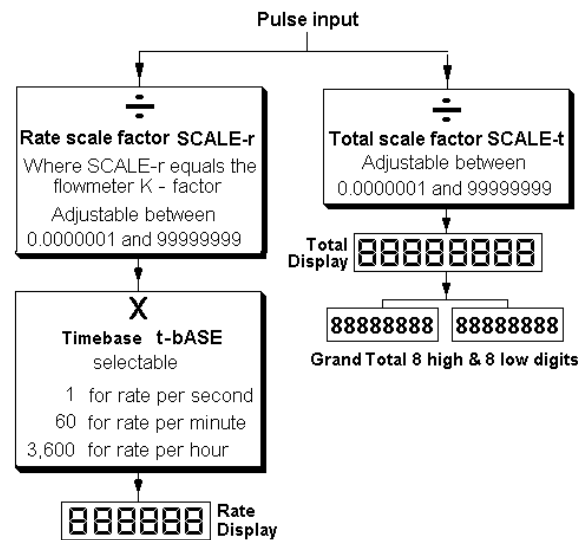 Pulse input
÷
Rate scale factor SCALE-r
Where SCALE-r equals the
flowmeter K - factor
Adjustable between
0.0000001 and 99999999
X
Timebase t-bASE
selectable
1 for rate per second
60 for rate per minute
3,600 for rate per hour
888888
Rate
Display
÷
Total scale factor SCALE-t
Adjustable between
0.0000001 and 99999999
Total
Display
88888888
88888888 88888888
Grand Total 8 high & 8 low digits